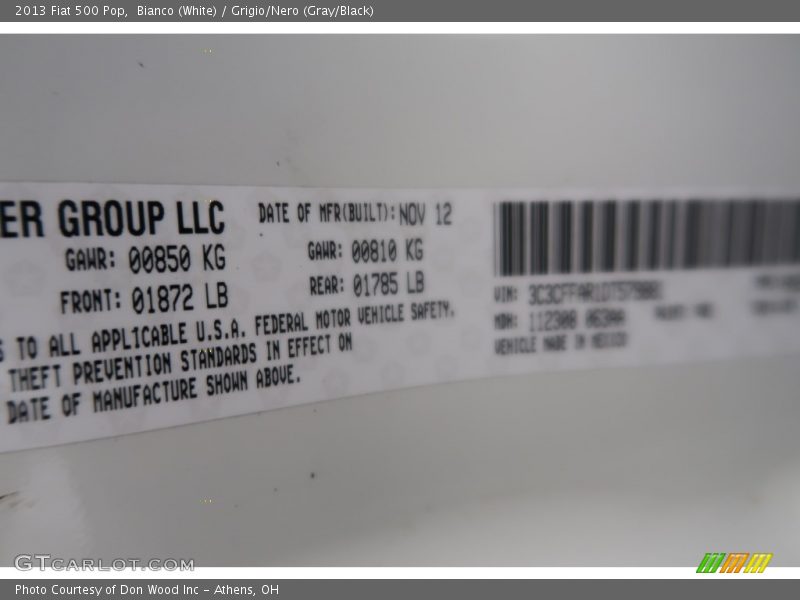 2013 Fiat 500 Pop,  Bianco (White) / Grigio/Nero (Gray/Black)
ER GROUP LLC
DATE OF MFR(BUILT): NOV 12
GAWR: 00850 KG
GAWR: 00810 KG
FRONT: 01872 LB
REAR: 01785 LB
S TO ALL APPLICABLE U.S.A. FEDERAL MOTOR VEHICLE SAFETY,
THEFT PREVENTION STANDARDS IN EFFECT ON
DATE OF MANUFACTURE SHOWN ABOVE.
VIN:
MDH: 112308
VEHICLE MADE IN MEXICO
GTCARLOT.COM
Photo Courtesy of Don Wood Inc - Athens, OH